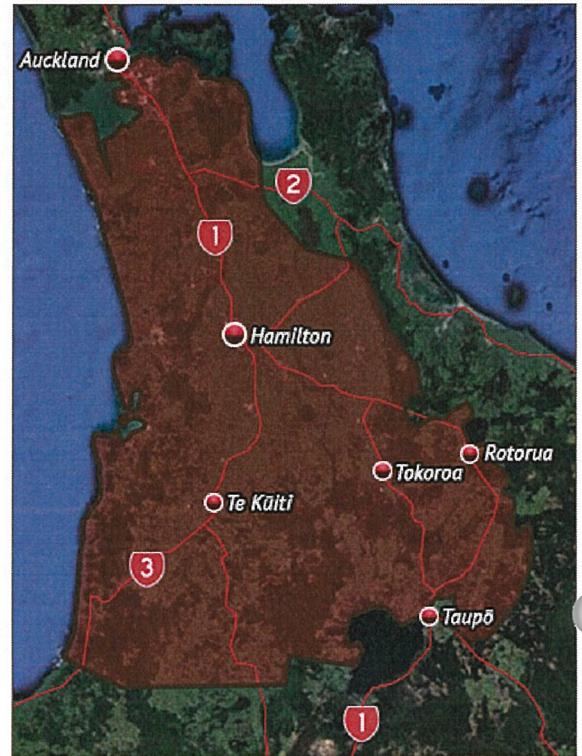 Auckland
2
1
Hamilton
Rotorua
Tokoroa
Te Kūiti
3
Taupō
1